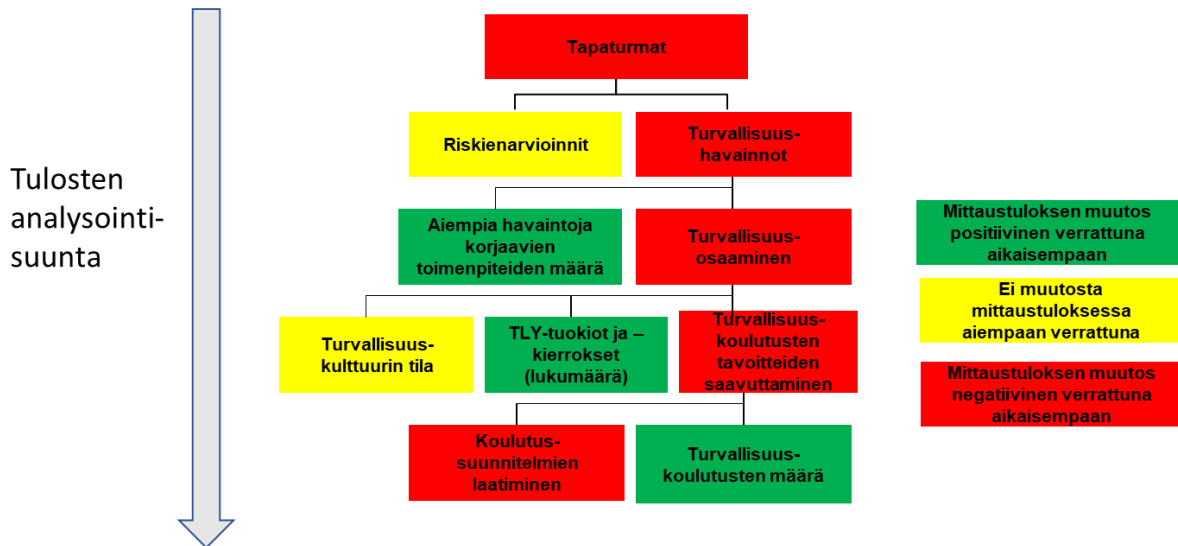 Tapaturmat
Riskienarvioinnit
Turvallisuus-
havainnot
Tulosten
analysointi-
suunta
Aiempia havaintoja
korjaavien
toimenpiteiden määrä
Turvallisuus-
osaaminen
Turvallisuus-
kulttuurin tila
TLY-tuokiot ja –
kierrokset
(lukumäärä)
Turvallisuus-
koulutusten
tavoitteiden
saavuttaminen
Koulutus-
suunnitelmien
laatiminen
Turvallisuus-
koulutusten määrä
Mittaustuloksen muutos
positiivinen verrattuna
aikaisempaan
Ei muutosta
mittaustuloksessa
aiempaan verrattuna
Mittaustuloksen muutos
negatiivinen verrattuna
aikaisempaan